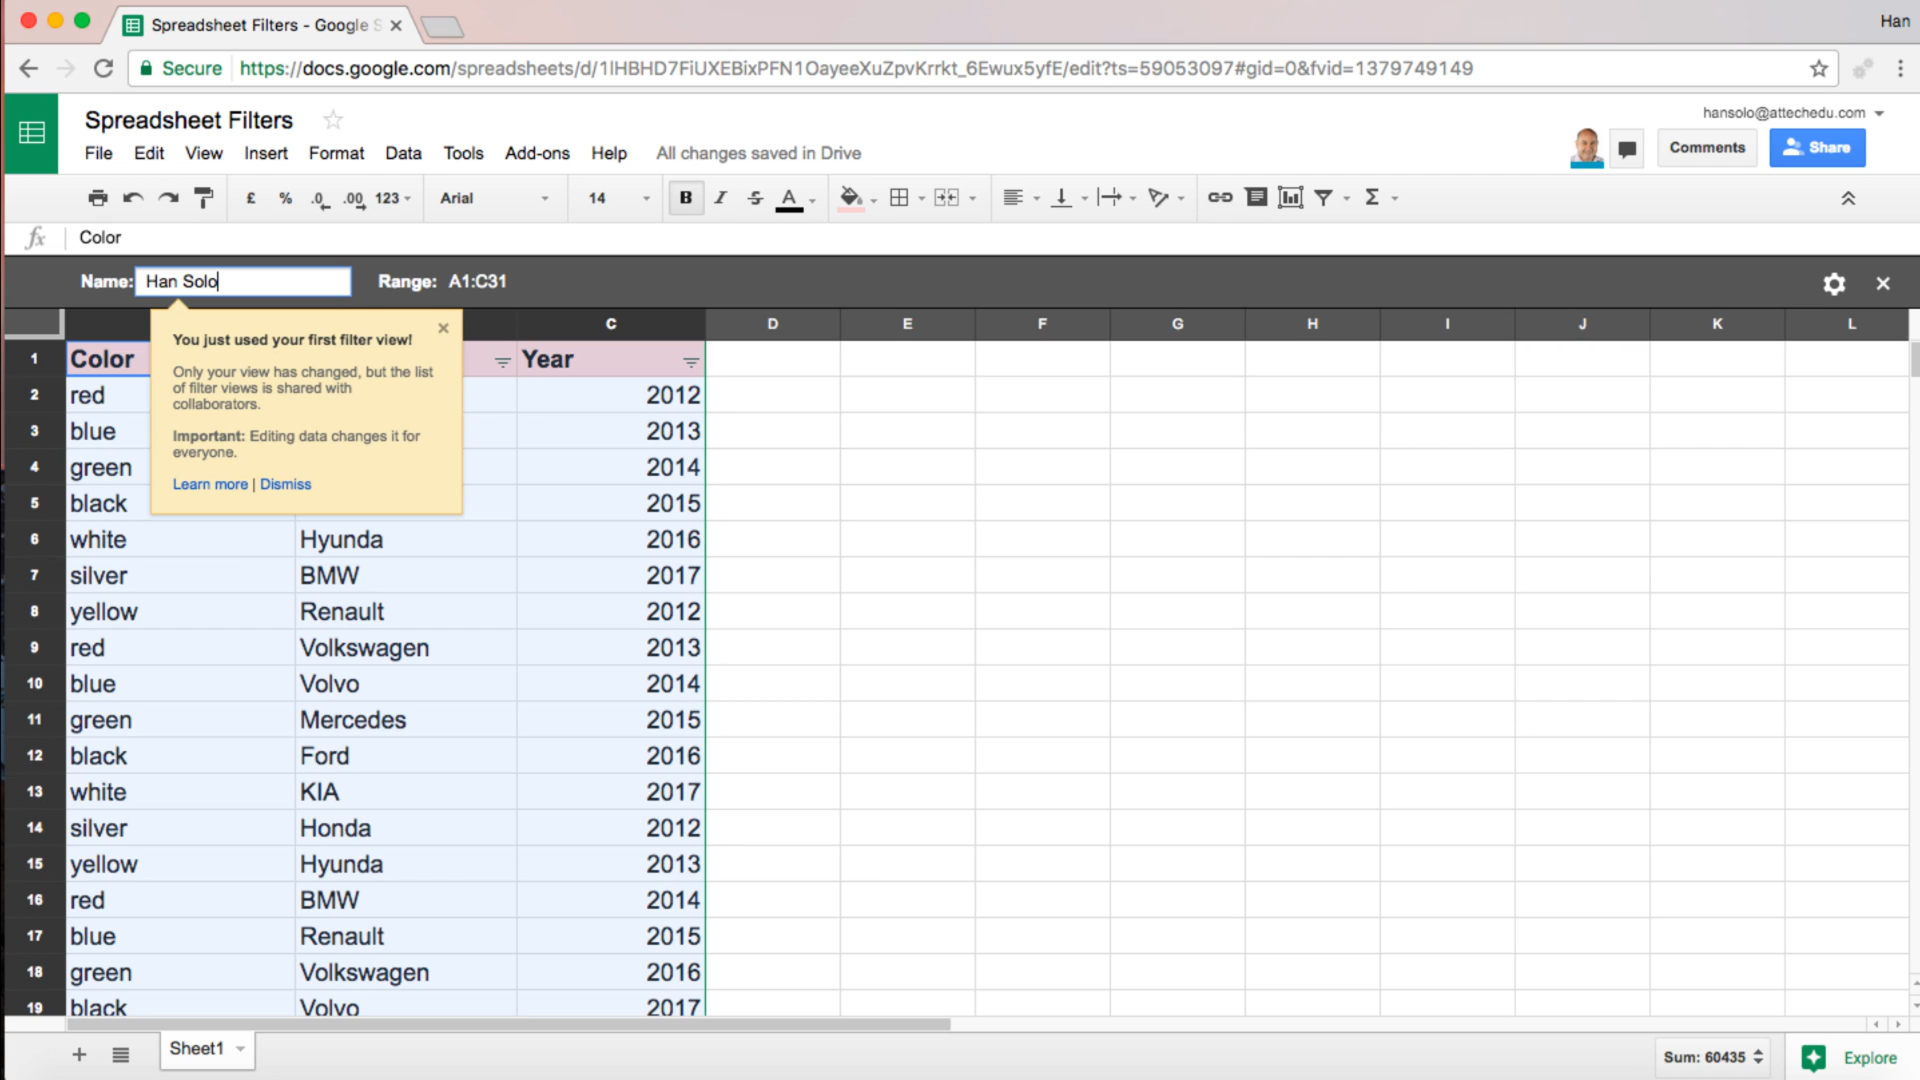 Spreadsheet Filters - Google S
Han
Secure https://docs.google.com/spreadsheets/d/1IHBHD7FiUXEBixPFN1OayeeXuZpvKrrkt_6Ewux5yfE/edit?ts=59053097#gid=0&fvid=1379749149
Spreadsheet Filters
hansolo@attechedu.com
File Edit View Insert Format Data Tools Add-ons Help All changes saved in Drive
Comments Share
£ % .0 .00 123 Arial 14 B I S A Σ
fx Color
Name: Han Solo Range: A1:C31
C D E F G H I J K L
You just used your first filter view!
Only your view has changed, but the list
of filter views is shared with
collaborators.
Important: Editing data changes it for
everyone.
Learn more | Dismiss
1 Color Year
2 red 2012
3 blue 2013
4 green 2014
5 black 2015
6 white Hyunda 2016
7 silver BMW 2017
8 yellow Renault 2012
9 red Volkswagen 2013
10 blue Volvo 2014
11 green Mercedes 2015
12 black Ford 2016
13 white KIA 2017
14 silver Honda 2012
15 yellow Hyunda 2013
16 red BMW 2014
17 blue Renault 2015
18 green Volkswagen 2016
19 black Volvo 2017
Sheet1
Sum: 60435
Explore